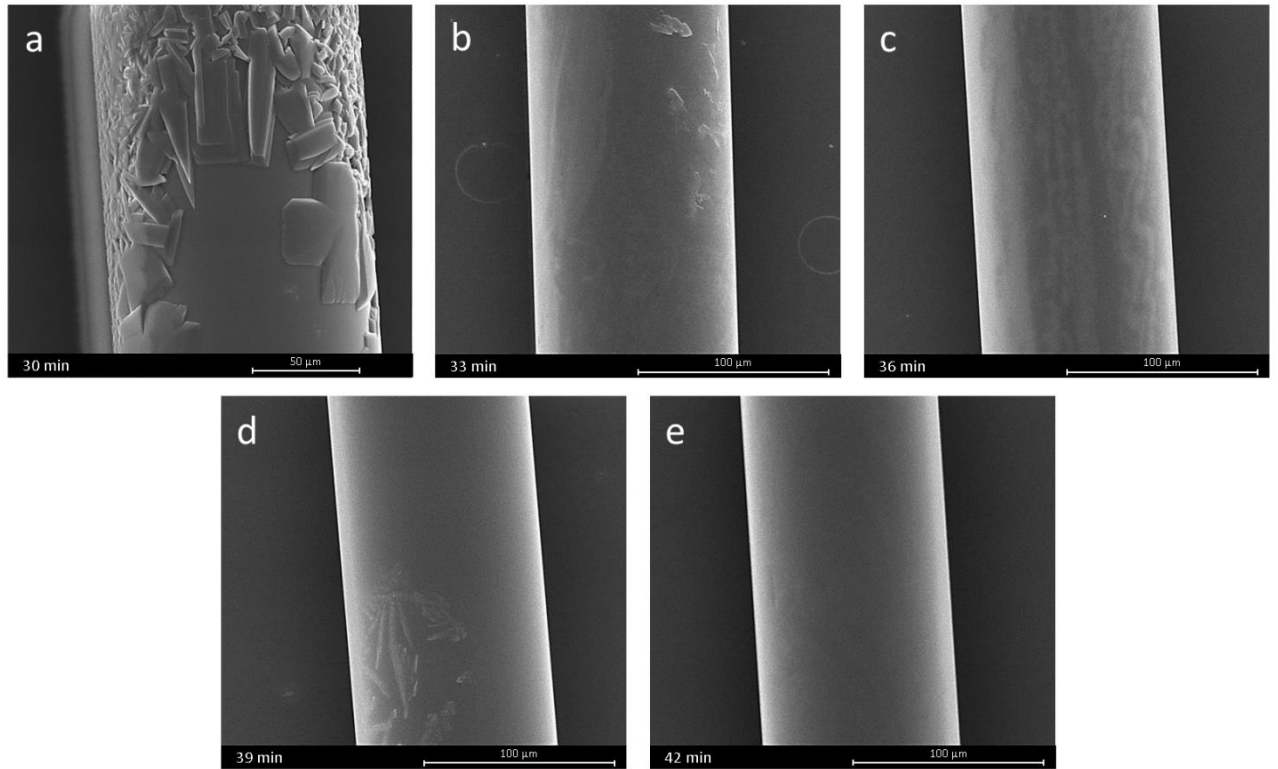 a
30 min
50 μm
b
33 min
100 μm
c
36 min
100 μm
d
39 min
100 μm
e
42 min
100 μm